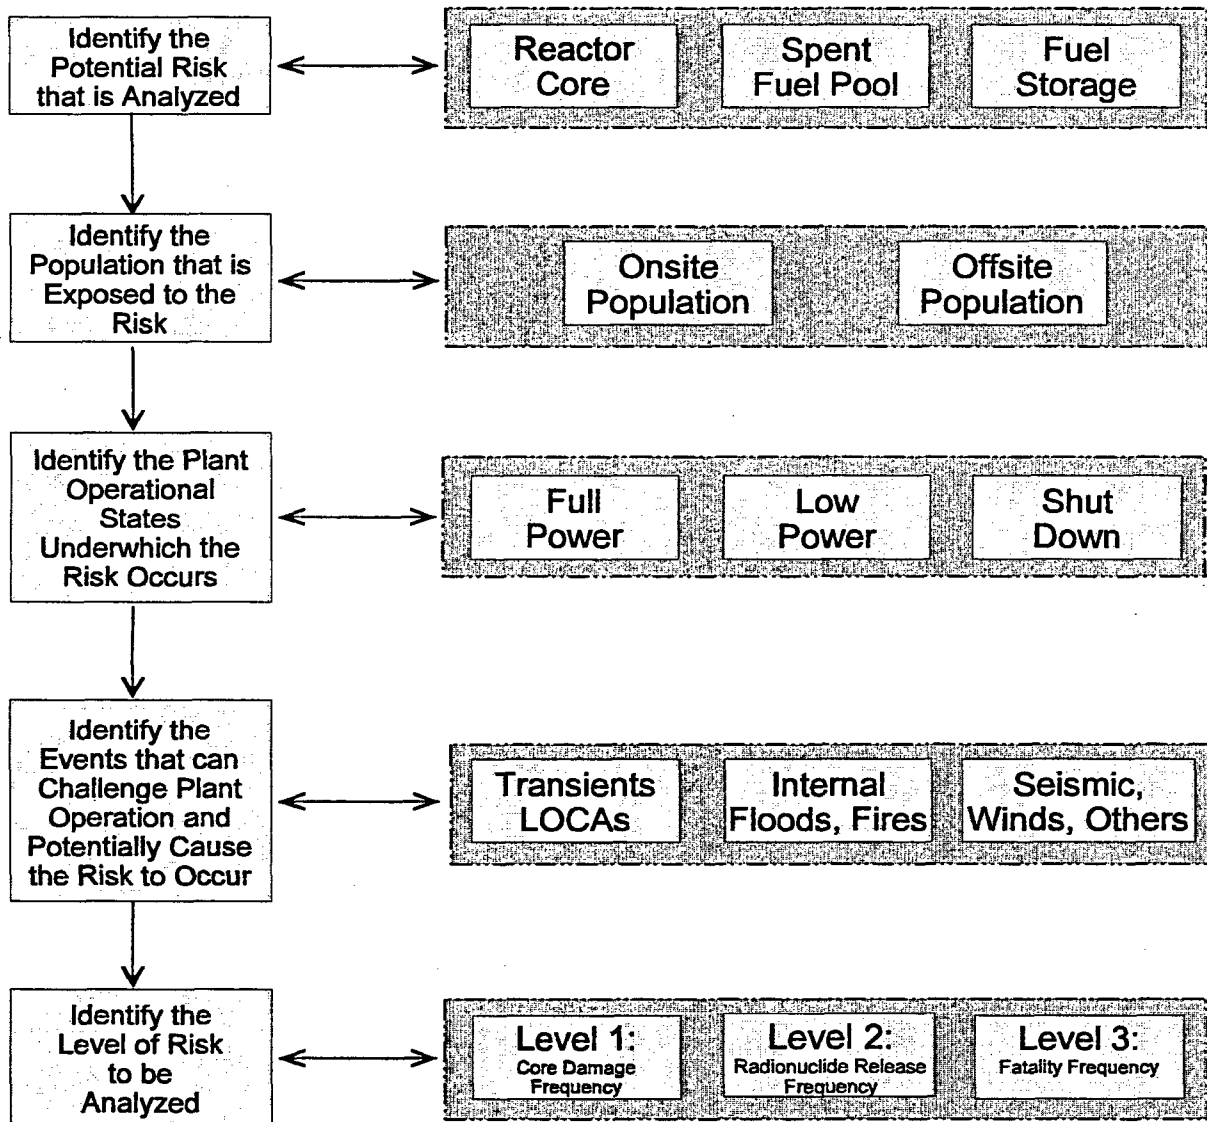 Identify the
Potential Risk
that is Analyzed
Reactor
Core
Spent
Fuel Pool
Fuel
Storage
Identify the
Population that is
Exposed to the
Risk
Onsite
Population
Offsite
Population
Identify the Plant
Operational
States
Underwhich the
Risk Occurs
Full
Power
Low
Power
Shut
Down
Identify the
Events that can
Challenge Plant
Operation and
Potentially Cause
the Risk to Occur
Transients
LOCAs
Internal
Floods, Fires
Seismic,
Winds, Others
Identify the
Level of Risk
to be
Analyzed
Level 1:
Core Damage
Frequency
Level 2:
Radionuclide Release
Frequency
Level 3:
Fatality Frequency